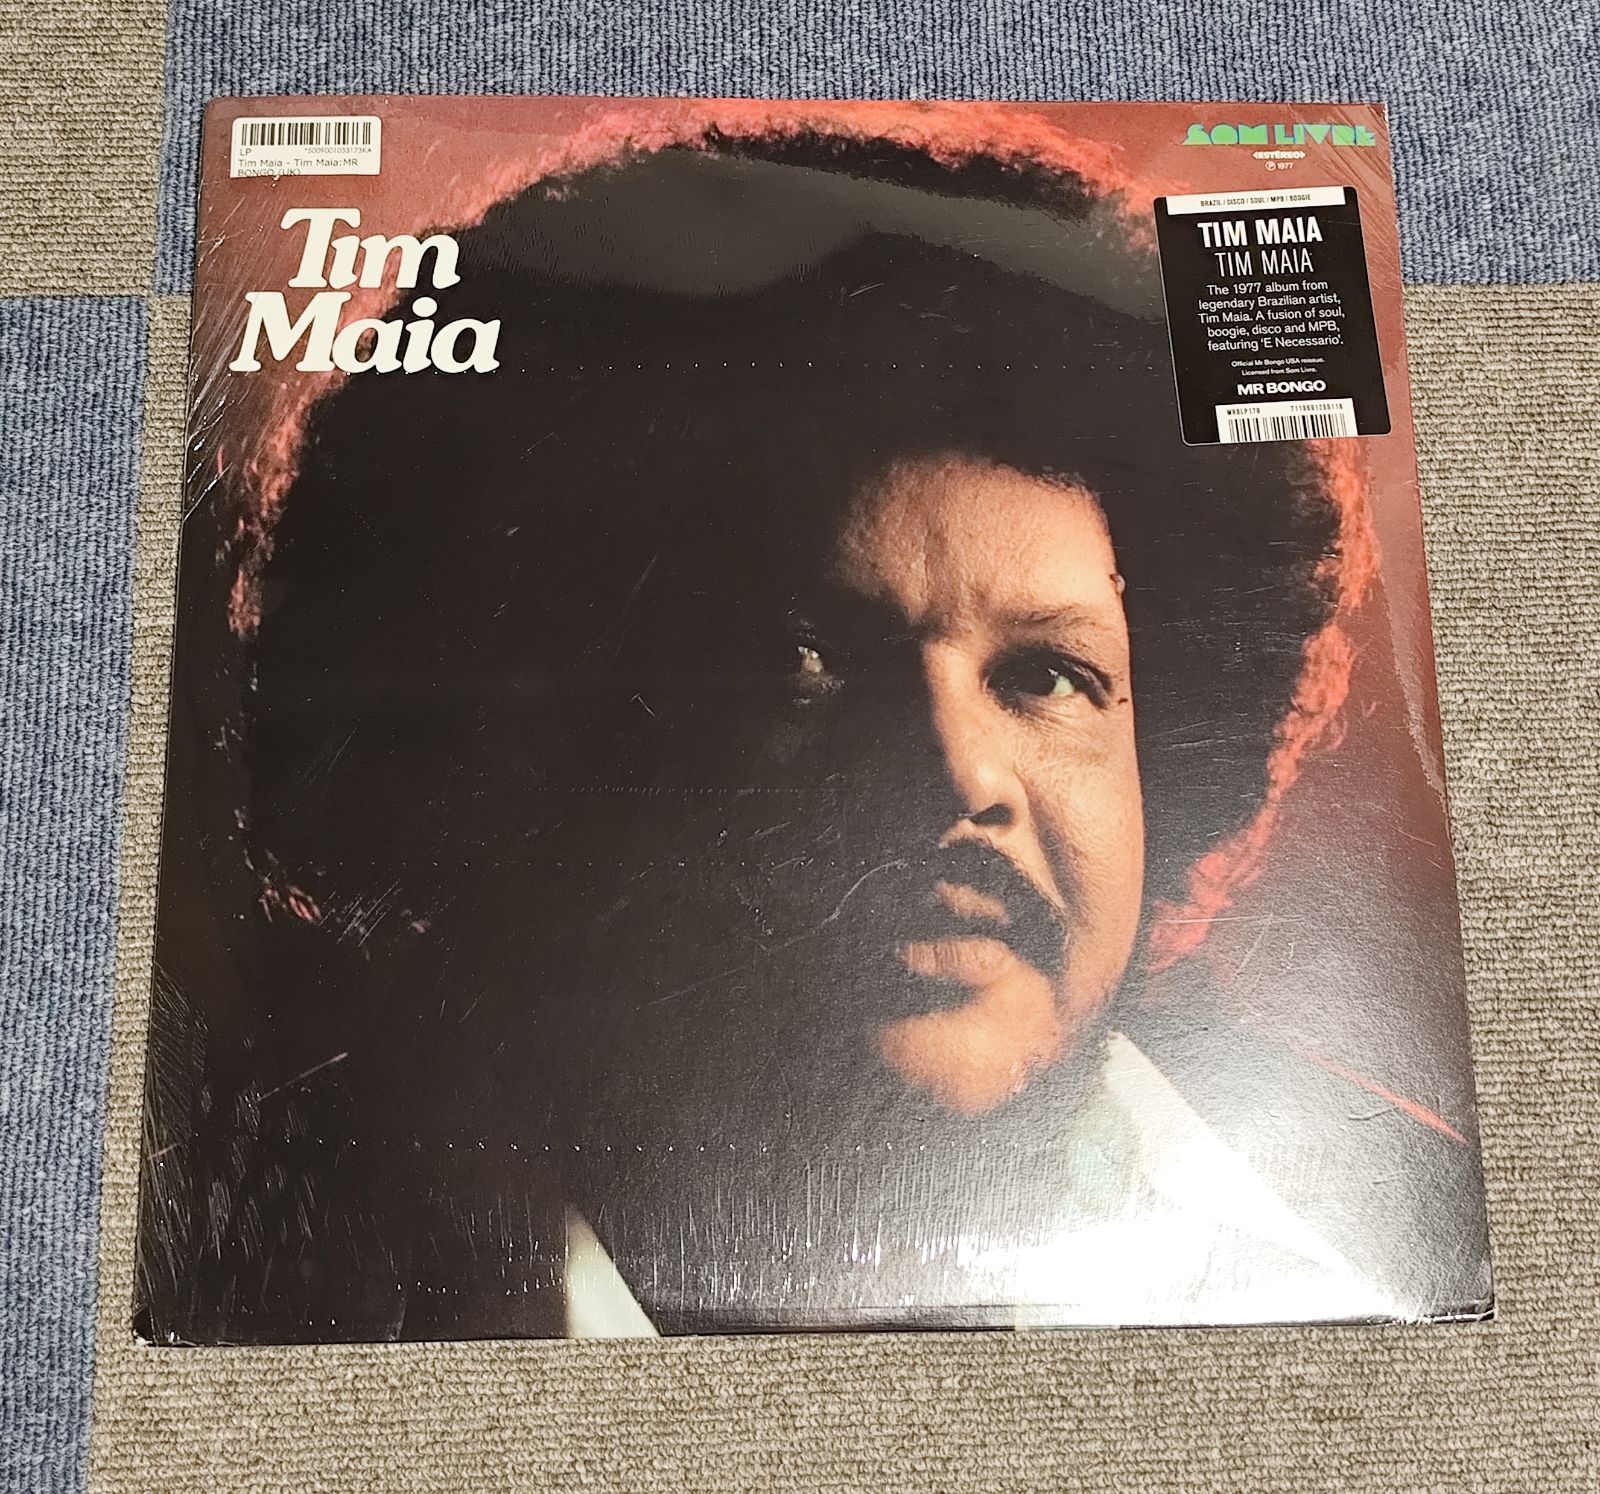 LP
*5009001033173KA
Tim Maia - Tim Maia:MR
BONGO (UK)
Tim
Maia
SOM LIVRE
ESTÉREO
Ⓟ 1977
BRAZIL / DISCO / SOUL / MPB / BOOGIE
TIM MAIA
TIM MAIA
The 1977 album from
legendary Brazilian artist,
Tim Maia. A fusion of soul,
boogie, disco and MPB,
featuring 'E Necessario'.
Official Mr Bongo USA reissue.
Licensed from Som Livre.
MR BONGO
MRBLP178